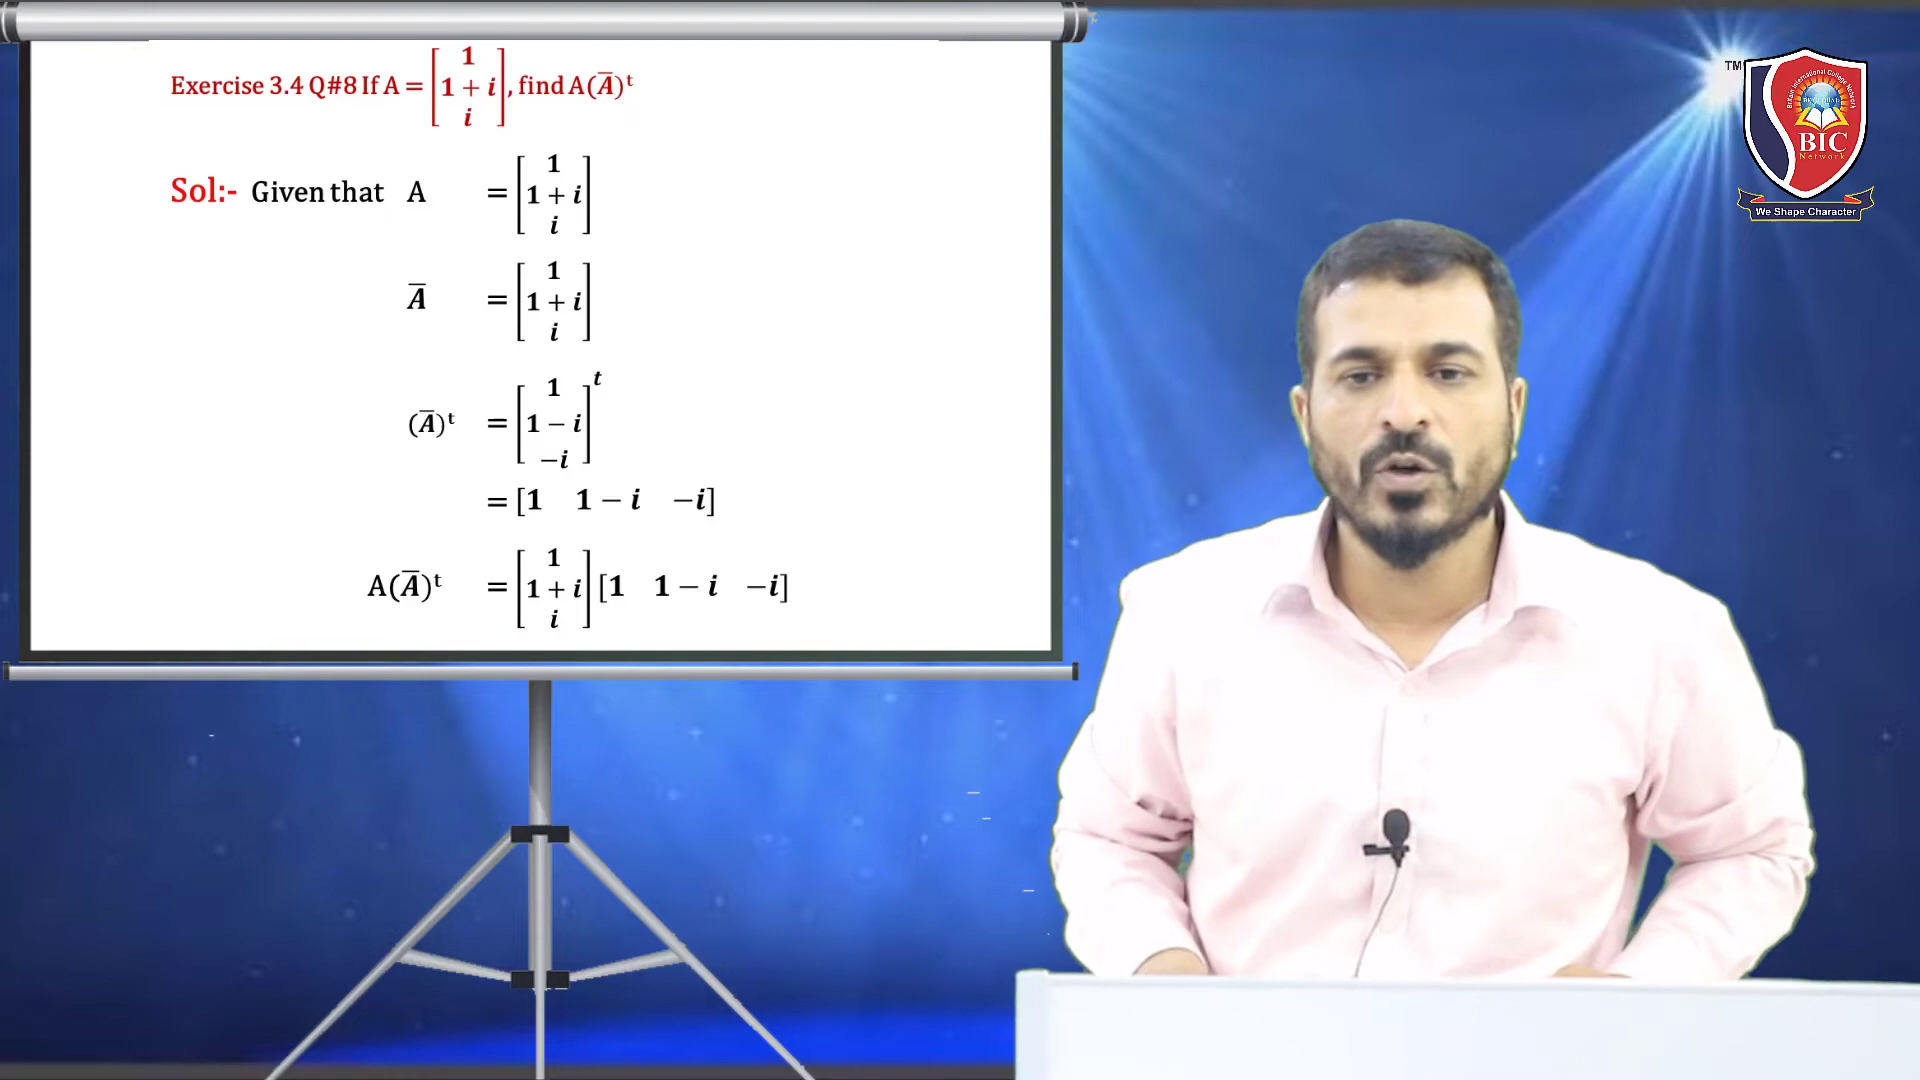 Exercise 3.4 Q#8 If A = [1 1 + i i], find A(A̅)ᵗ
Sol:- Given that A = [1 1 + i i]
A̅ = [1 1 + i i]
(A̅)ᵗ = [1 1 − i −i]ᵗ
= [1 1 − i −i]
A(A̅)ᵗ = [1 1 + i i] [1 1 − i −i]
TM
BIC
Network
We Shape Character